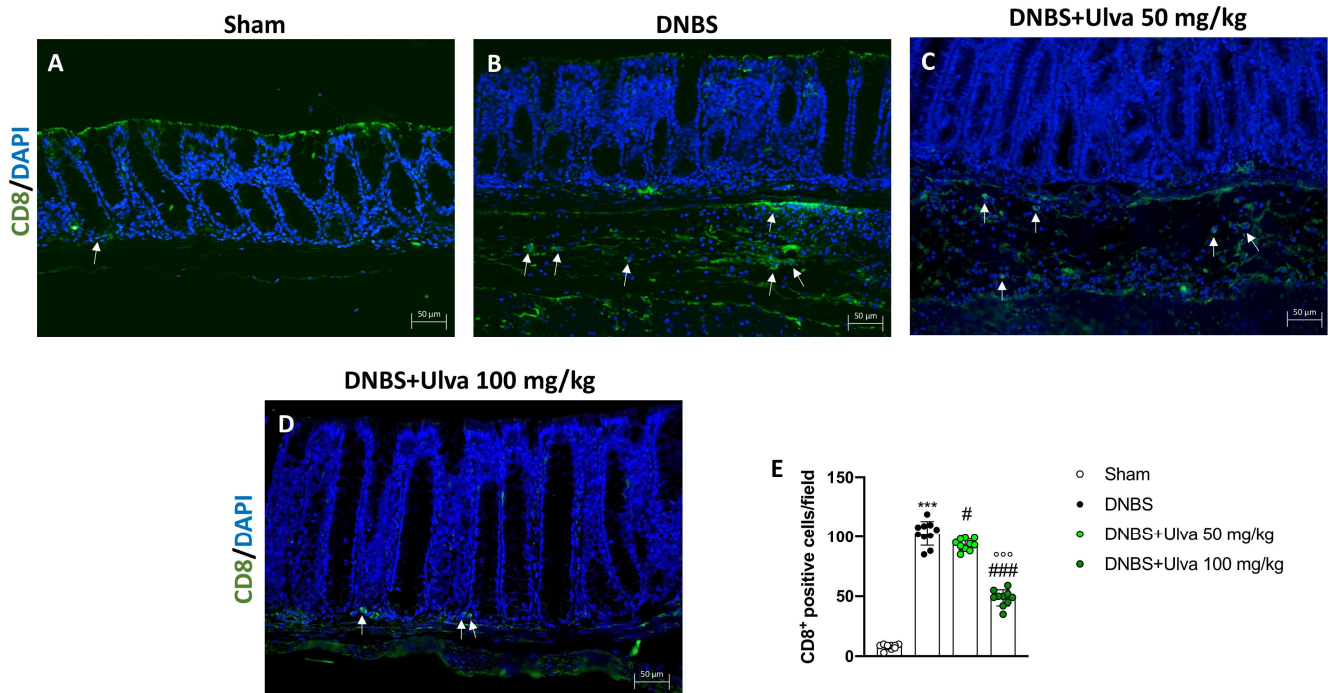 Sham
DNBS
DNBS+Ulva 50 mg/kg
A
B
C
CD8/DAPI
50 µm
50 µm
50 µm
DNBS+Ulva 100 mg/kg
D
CD8/DAPI
50 µm
E
CD8⁺ positive cells/field
150
100
50
0
***
#
°°°
###
Sham
DNBS
DNBS+Ulva 50 mg/kg
DNBS+Ulva 100 mg/kg